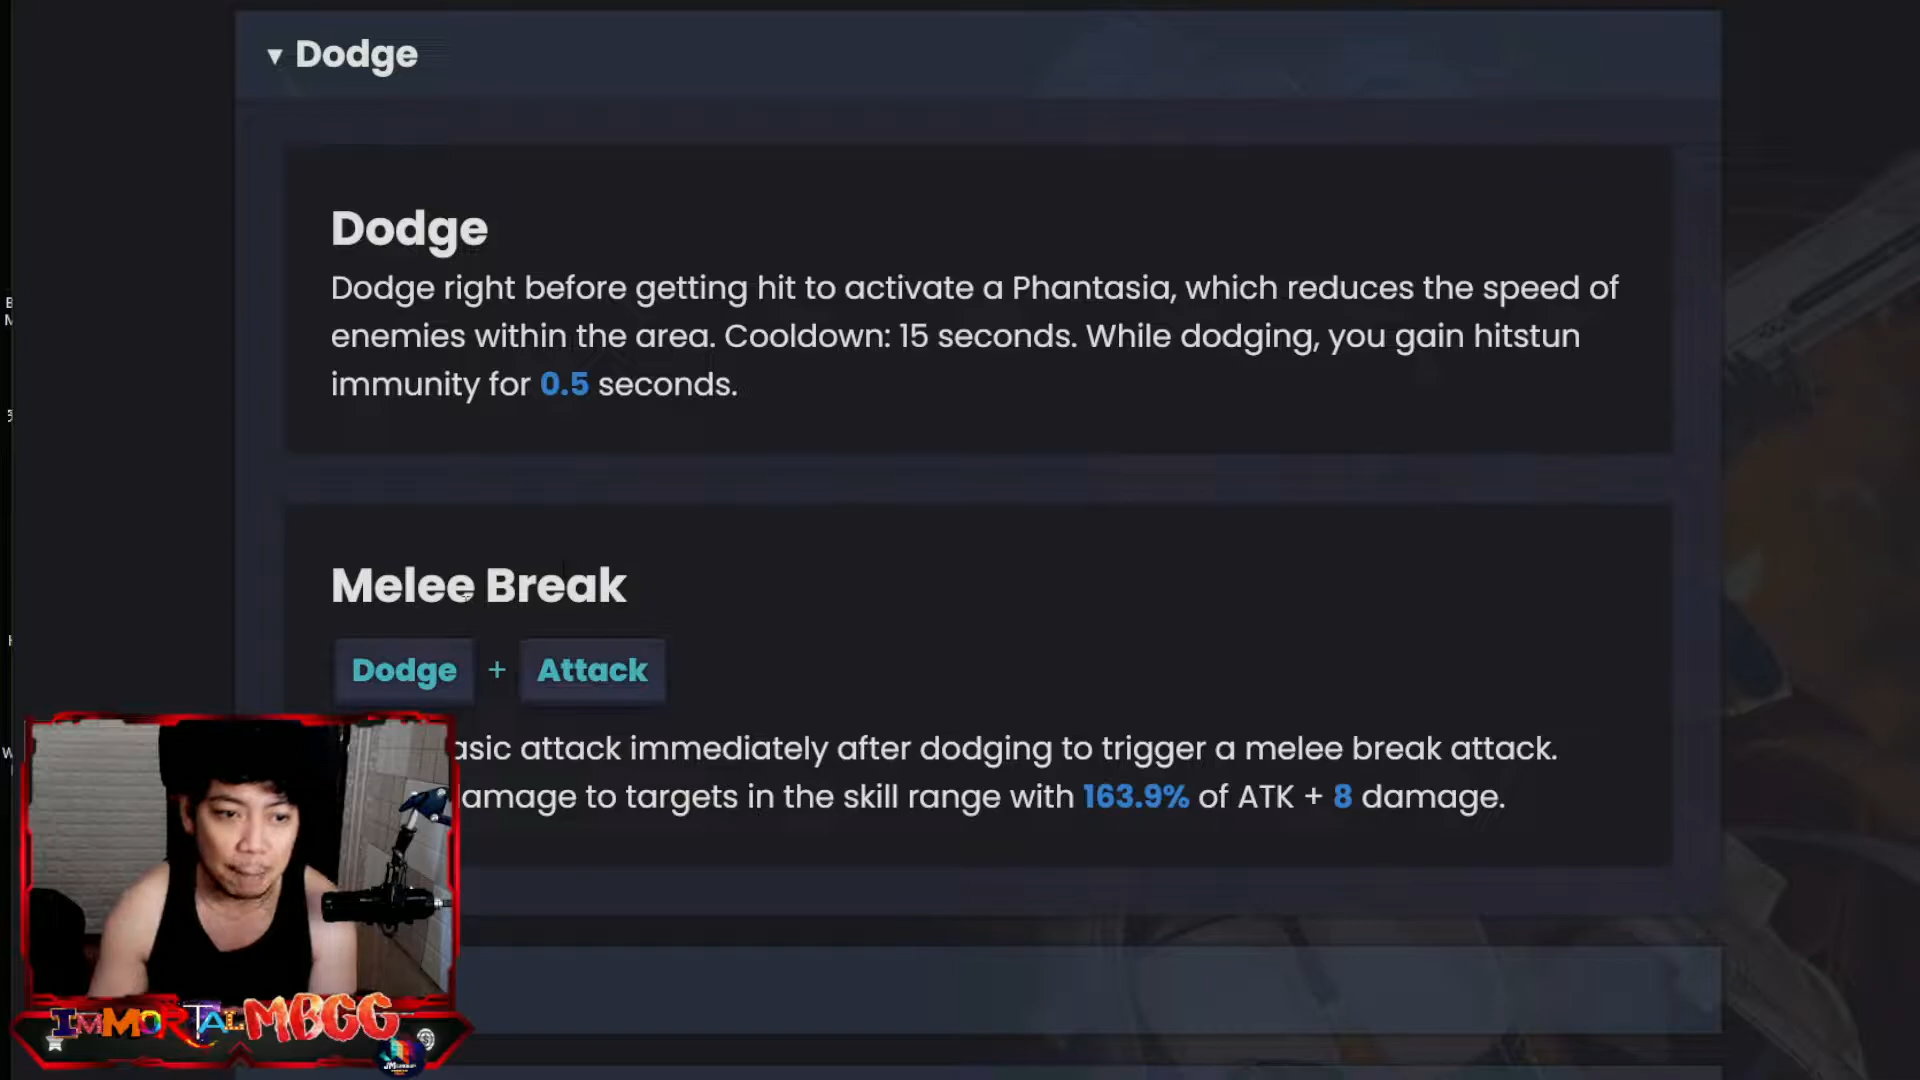 ▼ Dodge
Dodge
Dodge right before getting hit to activate a Phantasia, which reduces the speed of
enemies within the area. Cooldown: 15 seconds. While dodging, you gain hitstun
immunity for 0.5 seconds.
Melee Break
Dodge + Attack
asic attack immediately after dodging to trigger a melee break attack.
amage to targets in the skill range with 163.9% of ATK + 8 damage.
IMMORTAL MBGG